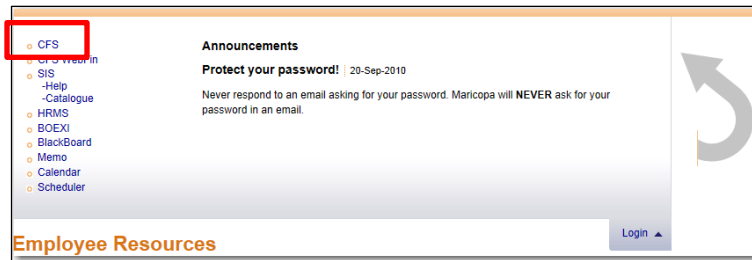 CFS
CFS WebFin
SIS
-Help
-Catalogue
HRMS
BOEXI
BlackBoard
Memo
Calendar
Scheduler
Announcements
Protect your password! | 20-Sep-2010
Never respond to an email asking for your password. Maricopa will NEVER ask for your
password in an email.
Login
Employee Resources